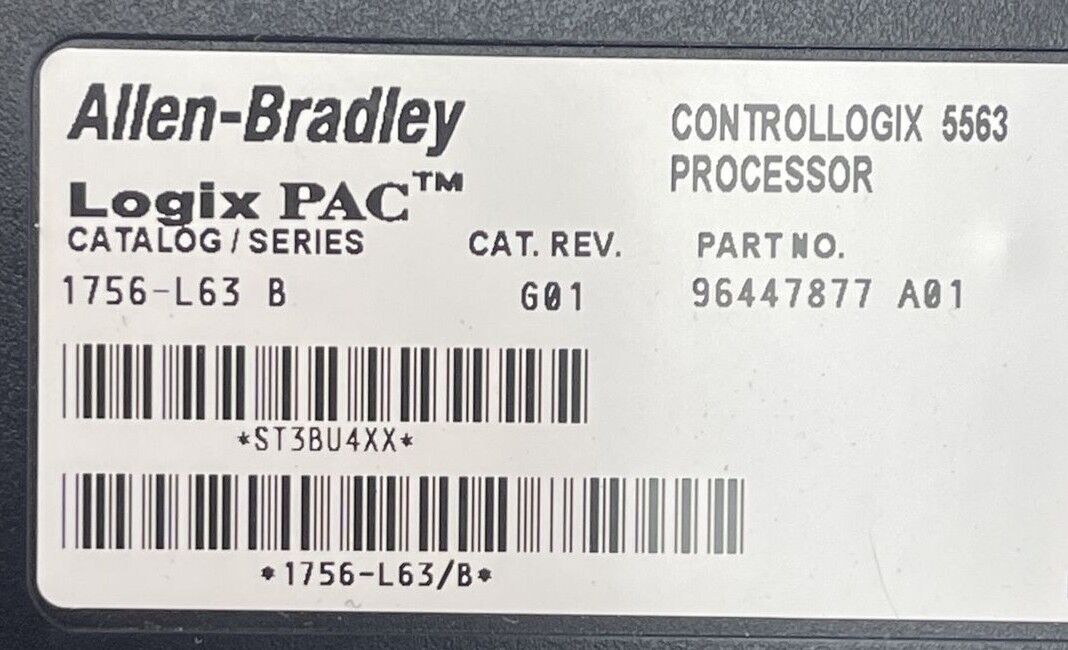 Allen-Bradley
Logix PAC™
CONTROLLOGIX 5563
PROCESSOR
CATALOG / SERIES CAT. REV. PART NO.
1756-L63 B G01 96447877 A01
*ST3BU4XX*
*1756-L63/B*